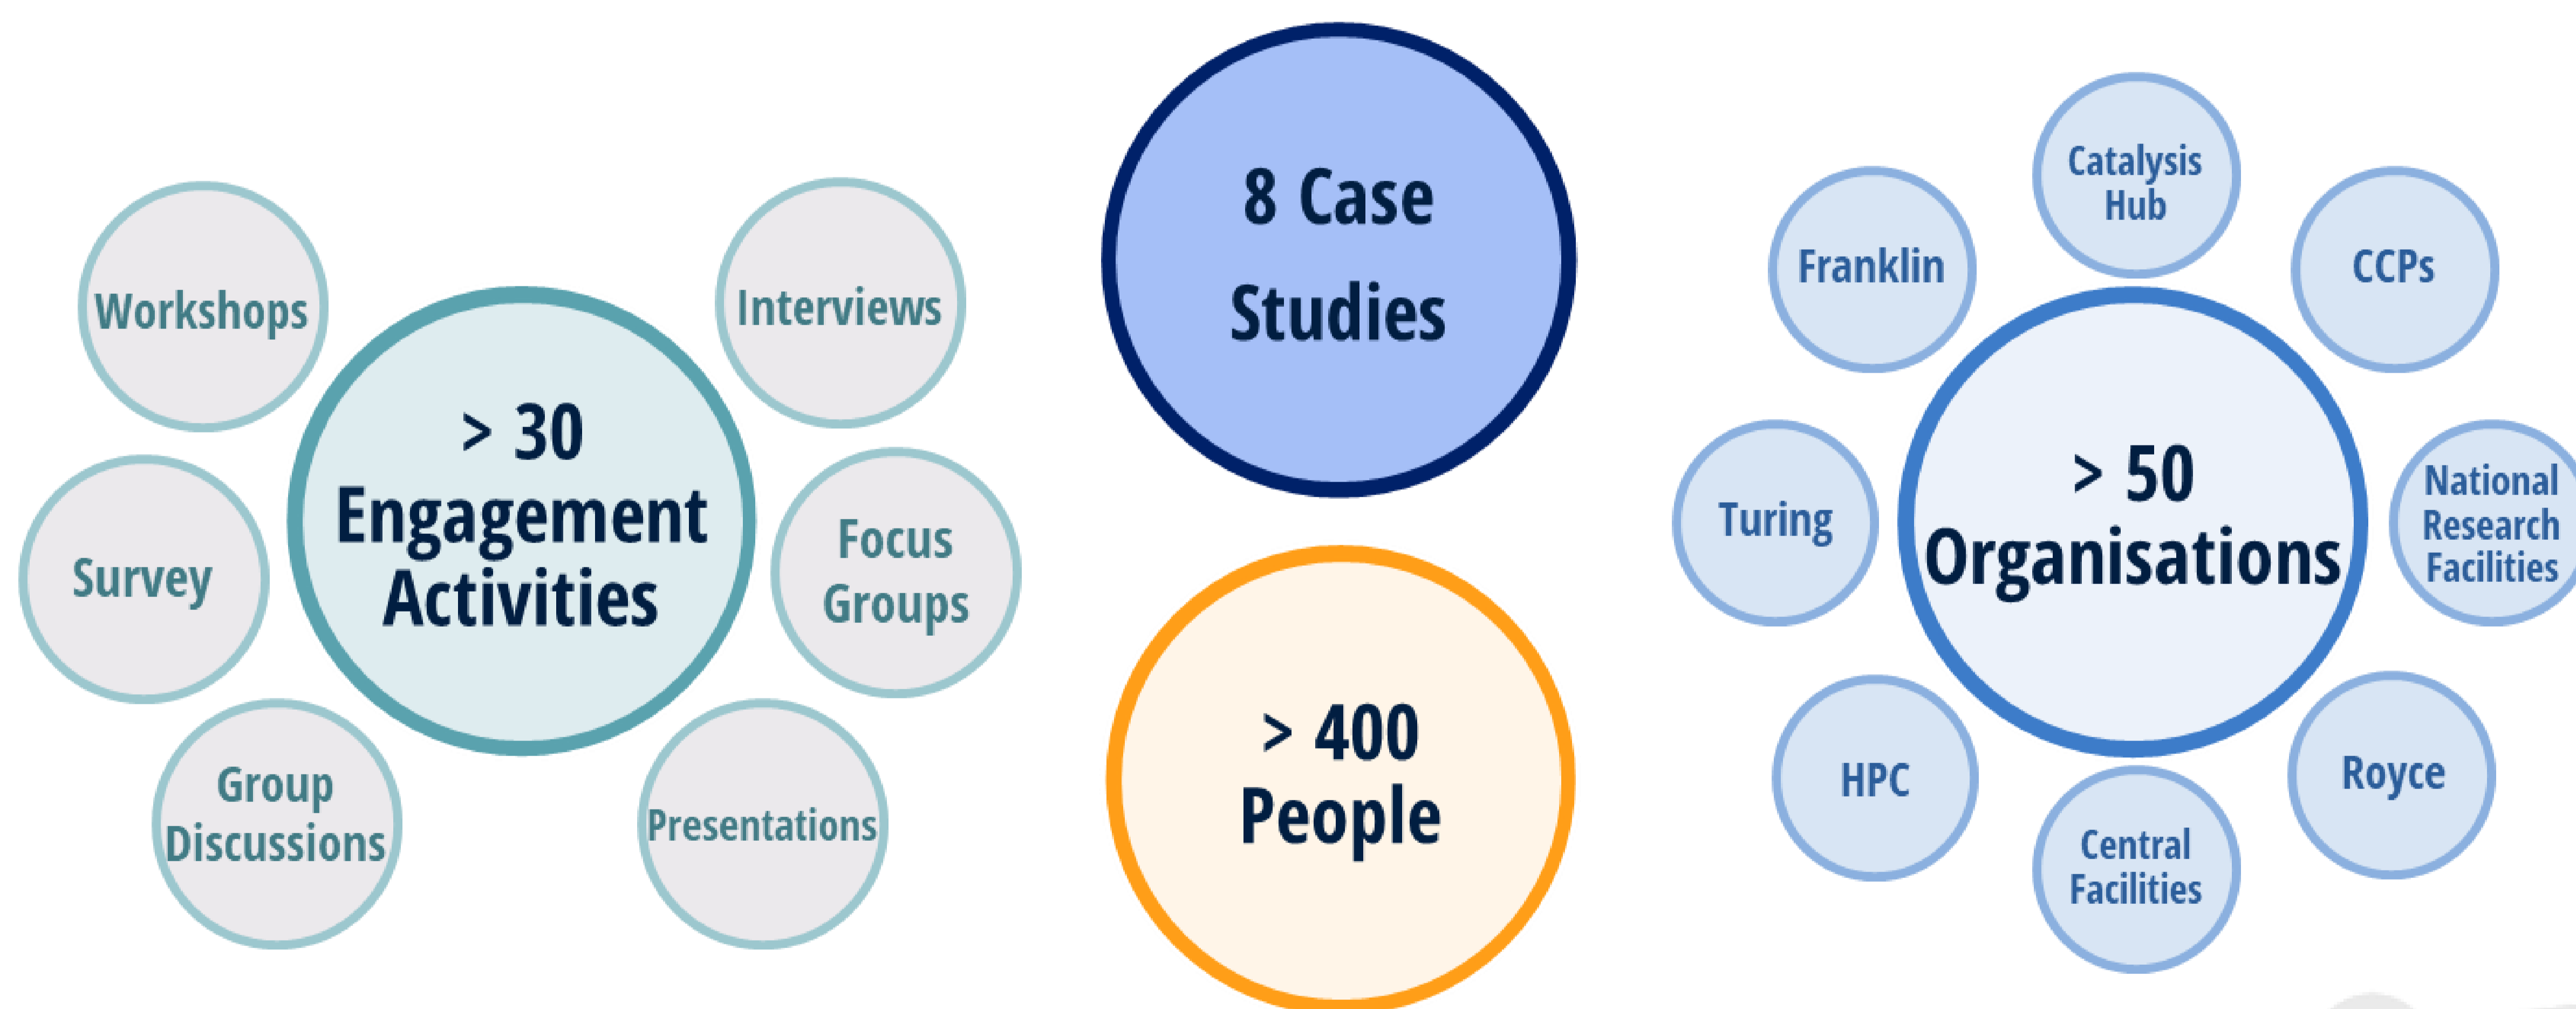 Workshops
Interviews
> 30
Engagement
Activities
Survey
Focus
Groups
Group
Discussions
Presentations
8 Case
Studies
> 400
People
Catalysis
Hub
Franklin
CCPs
Turing
> 50
Organisations
National
Research
Facilities
HPC
Royce
Central
Facilities